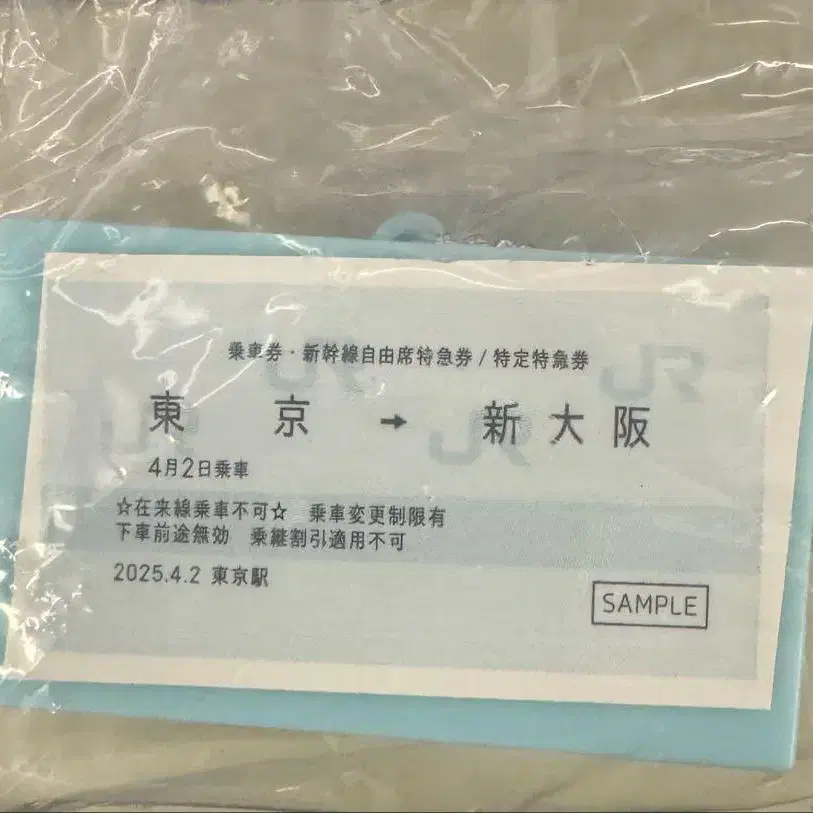 乗車券・新幹線自由席特急券/特定特急券
東京 → 新大阪
4月2日乗車
☆在来線乗車不可☆ 乗車変更制限有
下車前途無効 乗継割引適用不可
2025.4.2 東京駅
SAMPLE